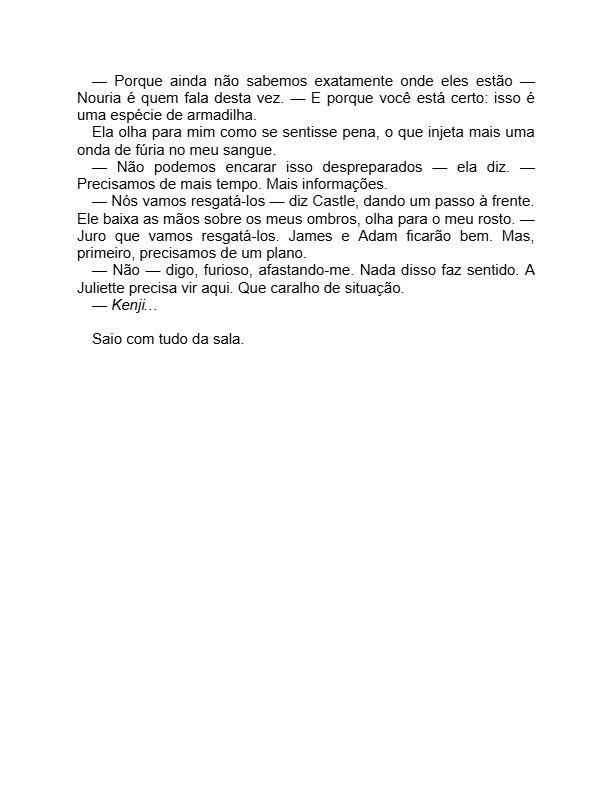 — Porque ainda não sabemos exatamente onde eles estão —
Nouria é quem fala desta vez. — E porque você está certo: isso é
uma espécie de armadilha.
Ela olha para mim como se sentisse pena, o que injeta mais uma
onda de fúria no meu sangue.
— Não podemos encarar isso despreparados — ela diz. —
Precisamos de mais tempo. Mais informações.
— Nós vamos resgatá-los — diz Castle, dando um passo à frente.
Ele baixa as mãos sobre os meus ombros, olha para o meu rosto. —
Juro que vamos resgatá-los. James e Adam ficarão bem. Mas,
primeiro, precisamos de um plano.
— Não — digo, furioso, afastando-me. Nada disso faz sentido. A
Juliette precisa vir aqui. Que caralho de situação.
— Kenji…
Saio com tudo da sala.